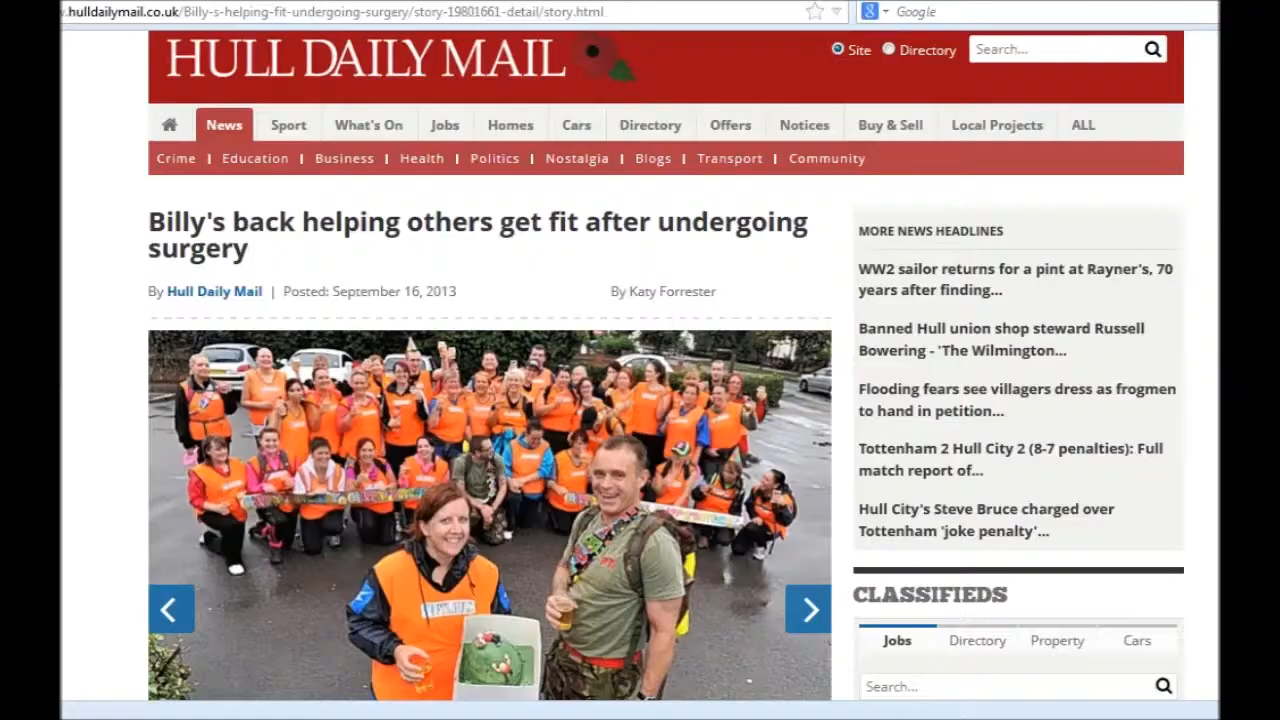 .hulldailymail.co.uk/Billy-s-helping-fit-undergoing-surgery/story-19801661-detail/story.html
Google
HULL DAILY MAIL
Site
Directory
Search...
News
Sport
What's On
Jobs
Homes
Cars
Directory
Offers
Notices
Buy & Sell
Local Projects
ALL
Crime | Education | Business | Health | Politics | Nostalgia | Blogs | Transport | Community
Billy's back helping others get fit after undergoing
surgery
By Hull Daily Mail | Posted: September 16, 2013
By Katy Forrester
MORE NEWS HEADLINES
WW2 sailor returns for a pint at Rayner's, 70
years after finding...
Banned Hull union shop steward Russell
Bowering - 'The Wilmington...
Flooding fears see villagers dress as frogmen
to hand in petition...
Tottenham 2 Hull City 2 (8-7 penalties): Full
match report of...
Hull City's Steve Bruce charged over
Tottenham 'joke penalty'...
CLASSIFIEDS
Jobs
Directory
Property
Cars
Search...